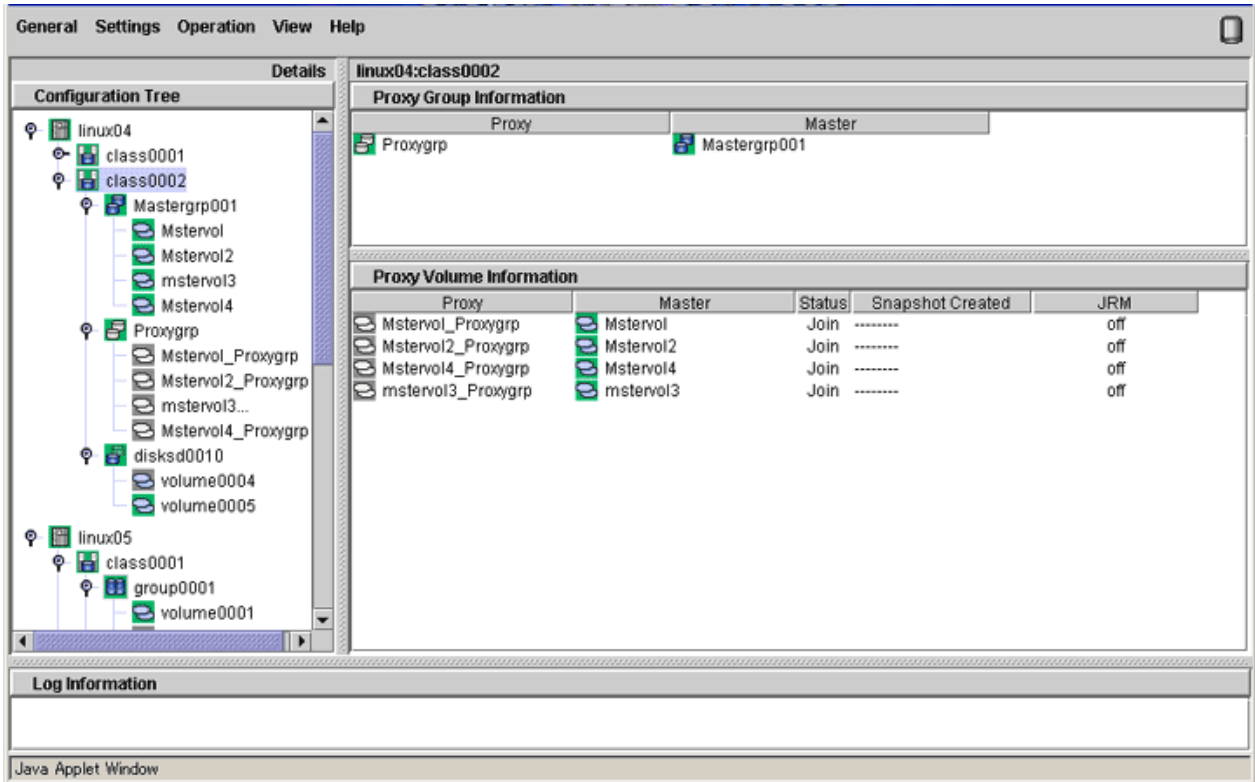 General Settings Operation View Help
Details
Configuration Tree
linux04
class0001
class0002
Mastergrp001
Mstervol
Mstervol2
mstervol3
Mstervol4
Proxygrp
Mstervol_Proxygrp
Mstervol2_Proxygrp
mstervol3...
Mstervol4_Proxygrp
disksd0010
volume0004
volume0005
linux05
class0001
group0001
volume0001
linux04:class0002
Proxy Group Information
Proxy Master
Proxygrp Mastergrp001
Proxy Volume Information
Proxy Master Status Snapshot Created JRM
Mstervol_Proxygrp Mstervol Join -------- off
Mstervol2_Proxygrp Mstervol2 Join -------- off
Mstervol4_Proxygrp Mstervol4 Join -------- off
mstervol3_Proxygrp mstervol3 Join -------- off
Log Information
Java Applet Window